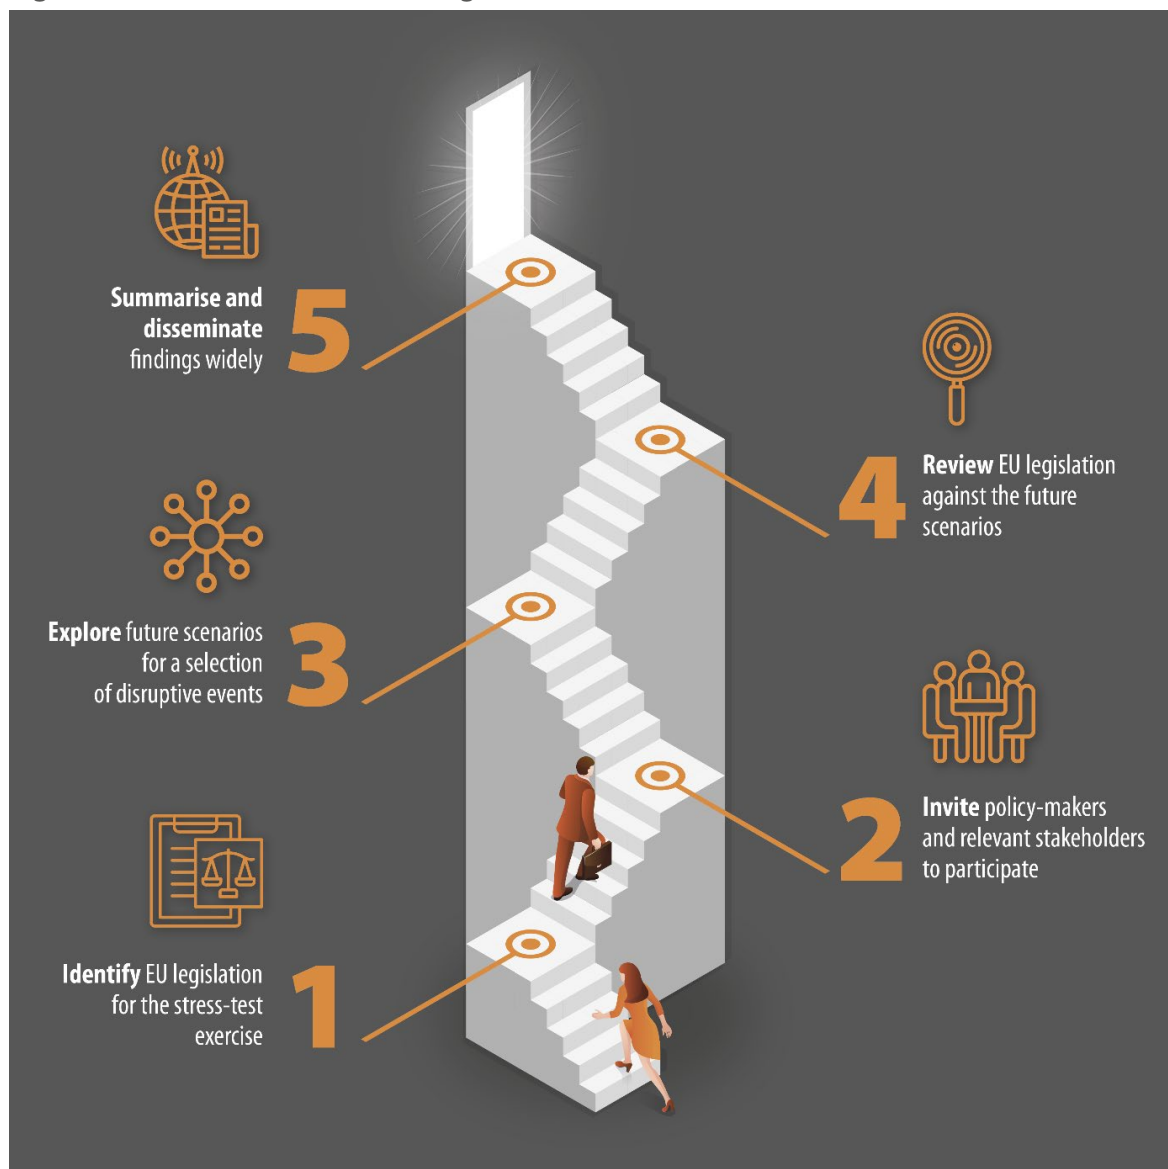 5
Summarise and
disseminate
findings widely
4
Review EU legislation
against the future
scenarios
3
Explore future scenarios
for a selection
of disruptive events
2
Invite policy-makers
and relevant stakeholders
to participate
1
Identify EU legislation
for the stress-test
exercise